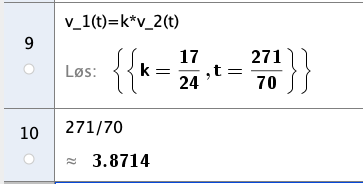 9
v_1(t)=k*v_2(t)
Løs: {{k = 17/24 , t = 271/70}}
10
271/70
≈ 3.8714